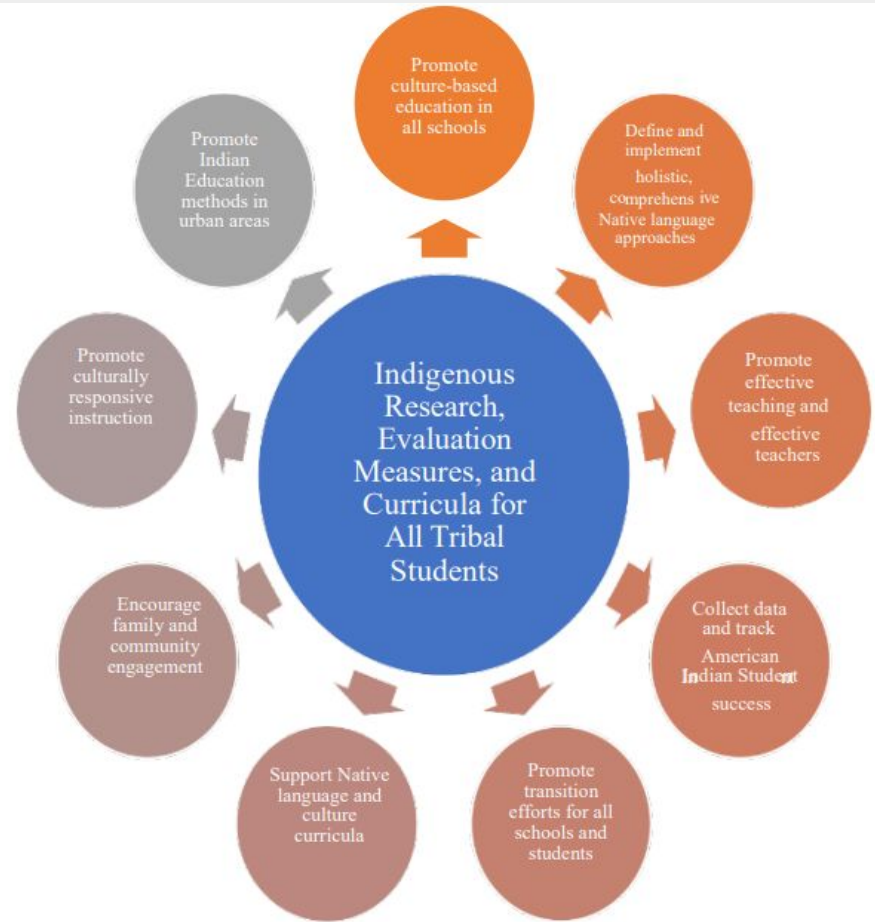 Promote
culture-based
education in
all schools
Define and
implement
holistic,
comprehens ive
Native language
approaches
Promote
effective
teaching and
effective
teachers
Collect data
and track
American
Indian Student
success
Promote
transition
efforts for all
schools and
students
Support Native
language and
culture
curricula
Encourage
family and
community
engagement
Promote
culturally
responsive
instruction
Promote
Indian
Education
methods in
urban areas
Indigenous
Research,
Evaluation
Measures, and
Curricula for
All Tribal
Students